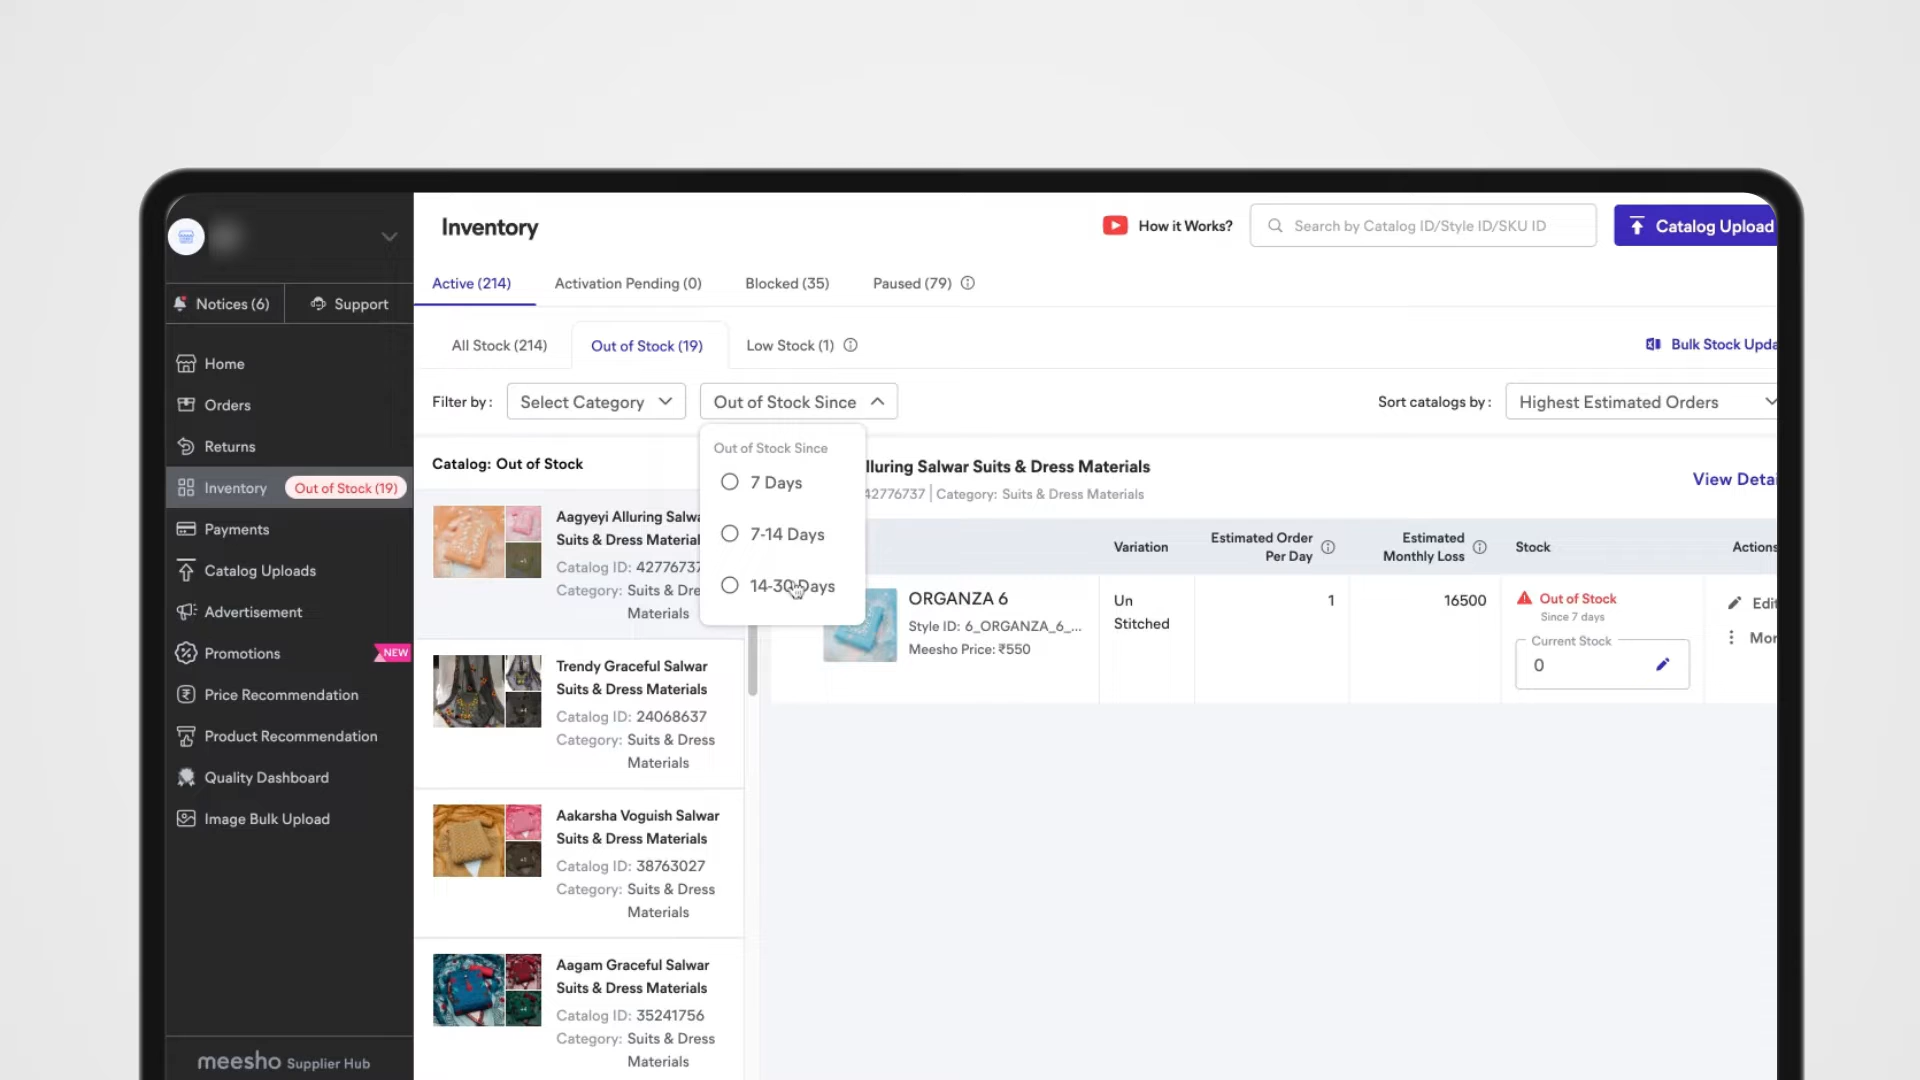 Inventory
How it Works?
Search by Catalog ID/Style ID/SKU ID
Catalog Upload
Notices (6)
Support
Home
Orders
Returns
Inventory
Out of Stock (19)
Payments
Catalog Uploads
Advertisement
Promotions
NEW
Price Recommendation
Product Recommendation
Quality Dashboard
Image Bulk Upload
meesho Supplier Hub
Active (214)
Activation Pending (0)
Blocked (35)
Paused (79)
All Stock (214)
Out of Stock (19)
Low Stock (1)
Bulk Stock Upda
Filter by :
Select Category
Out of Stock Since
Sort catalogs by :
Highest Estimated Orders
Out of Stock Since
7 Days
7-14 Days
14-30 Days
Catalog: Out of Stock
Aagyeyi Alluring Salwa
Suits & Dress Material
Catalog ID: 42776737
Category: Suits & Dre
Materials
Trendy Graceful Salwar
Suits & Dress Materials
Catalog ID: 24068637
Category: Suits & Dress
Materials
Aakarsha Voguish Salwar
Suits & Dress Materials
Catalog ID: 38763027
Category: Suits & Dress
Materials
Aagam Graceful Salwar
Suits & Dress Materials
Catalog ID: 35241756
Category: Suits & Dress
Materials
lluring Salwar Suits & Dress Materials
42776737 | Category: Suits & Dress Materials
View Detai
Variation
Estimated Order
Per Day
Estimated
Monthly Loss
Stock
Actions
ORGANZA 6
Style ID: 6_ORGANZA_6_...
Meesho Price: ₹550
Un
Stitched
1
16500
Out of Stock
Since 7 days
Current Stock
0
Edit
Mor